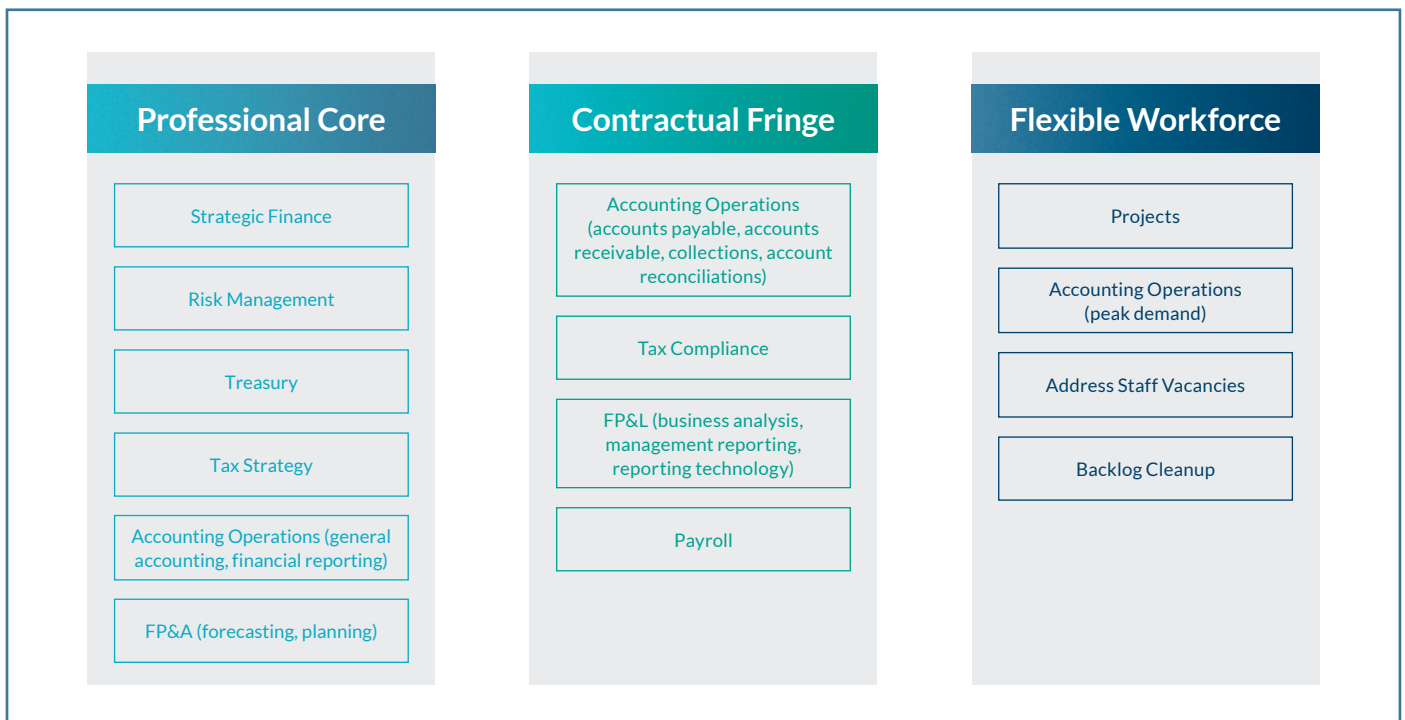 Professional Core
Strategic Finance
Risk Management
Treasury
Tax Strategy
Accounting Operations (general
accounting, financial reporting)
FP&A (forecasting, planning)
Contractual Fringe
Accounting Operations
(accounts payable, accounts
receivable, collections, account
reconciliations)
Tax Compliance
FP&L (business analysis,
management reporting,
reporting technology)
Payroll
Flexible Workforce
Projects
Accounting Operations
(peak demand)
Address Staff Vacancies
Backlog Cleanup